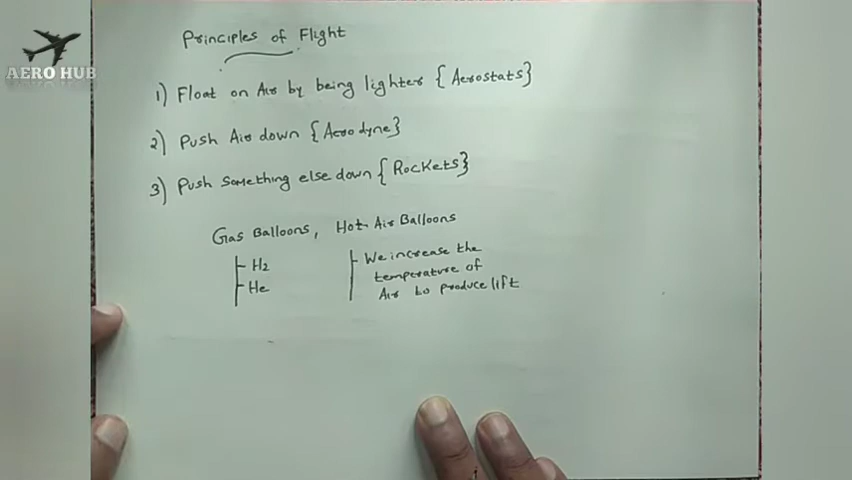 AERO HUB
Principles of Flight
1) Float on Air by being lighter {Aerostats}
2) Push Air down {Aerodyne}
3) Push Something else down {Rockets}
Gas Balloons, Hot Air Balloons
H2
He
We increase the
temperature of
Air to produce lift